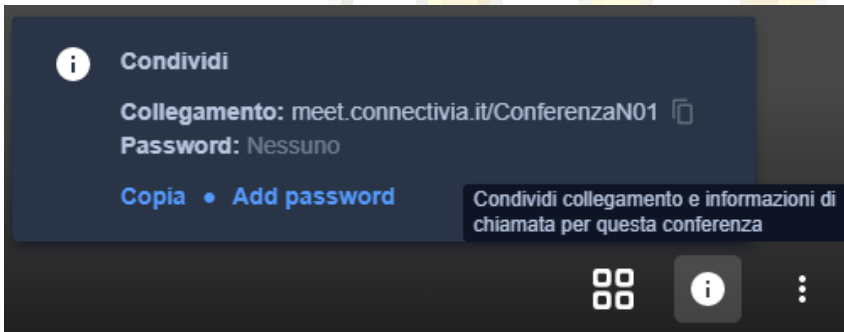 Condividi
Collegamento: meet.connectivia.it/ConferenzaN01
Password: Nessuno
Copia • Add password
Condividi collegamento e informazioni di
chiamata per questa conferenza